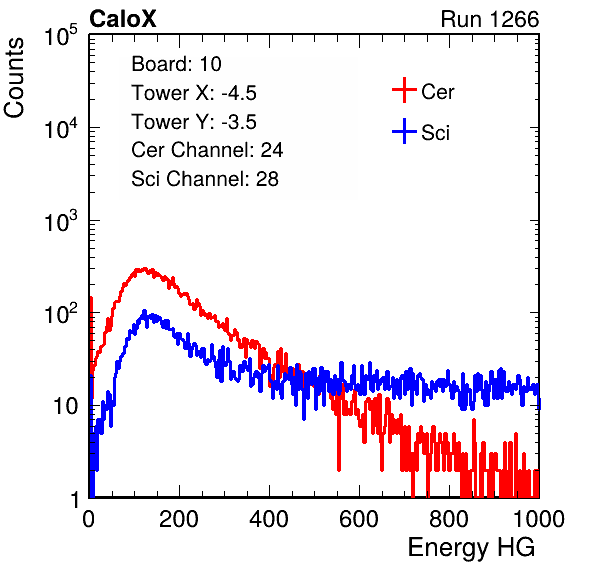 CaloX Run 1266
Counts
Board: 10
Tower X: -4.5
Tower Y: -3.5
Cer Channel: 24
Sci Channel: 28
Cer
Sci
10^5
10^4
10^3
10^2
10
1
0 200 400 600 800 1000
Energy HG